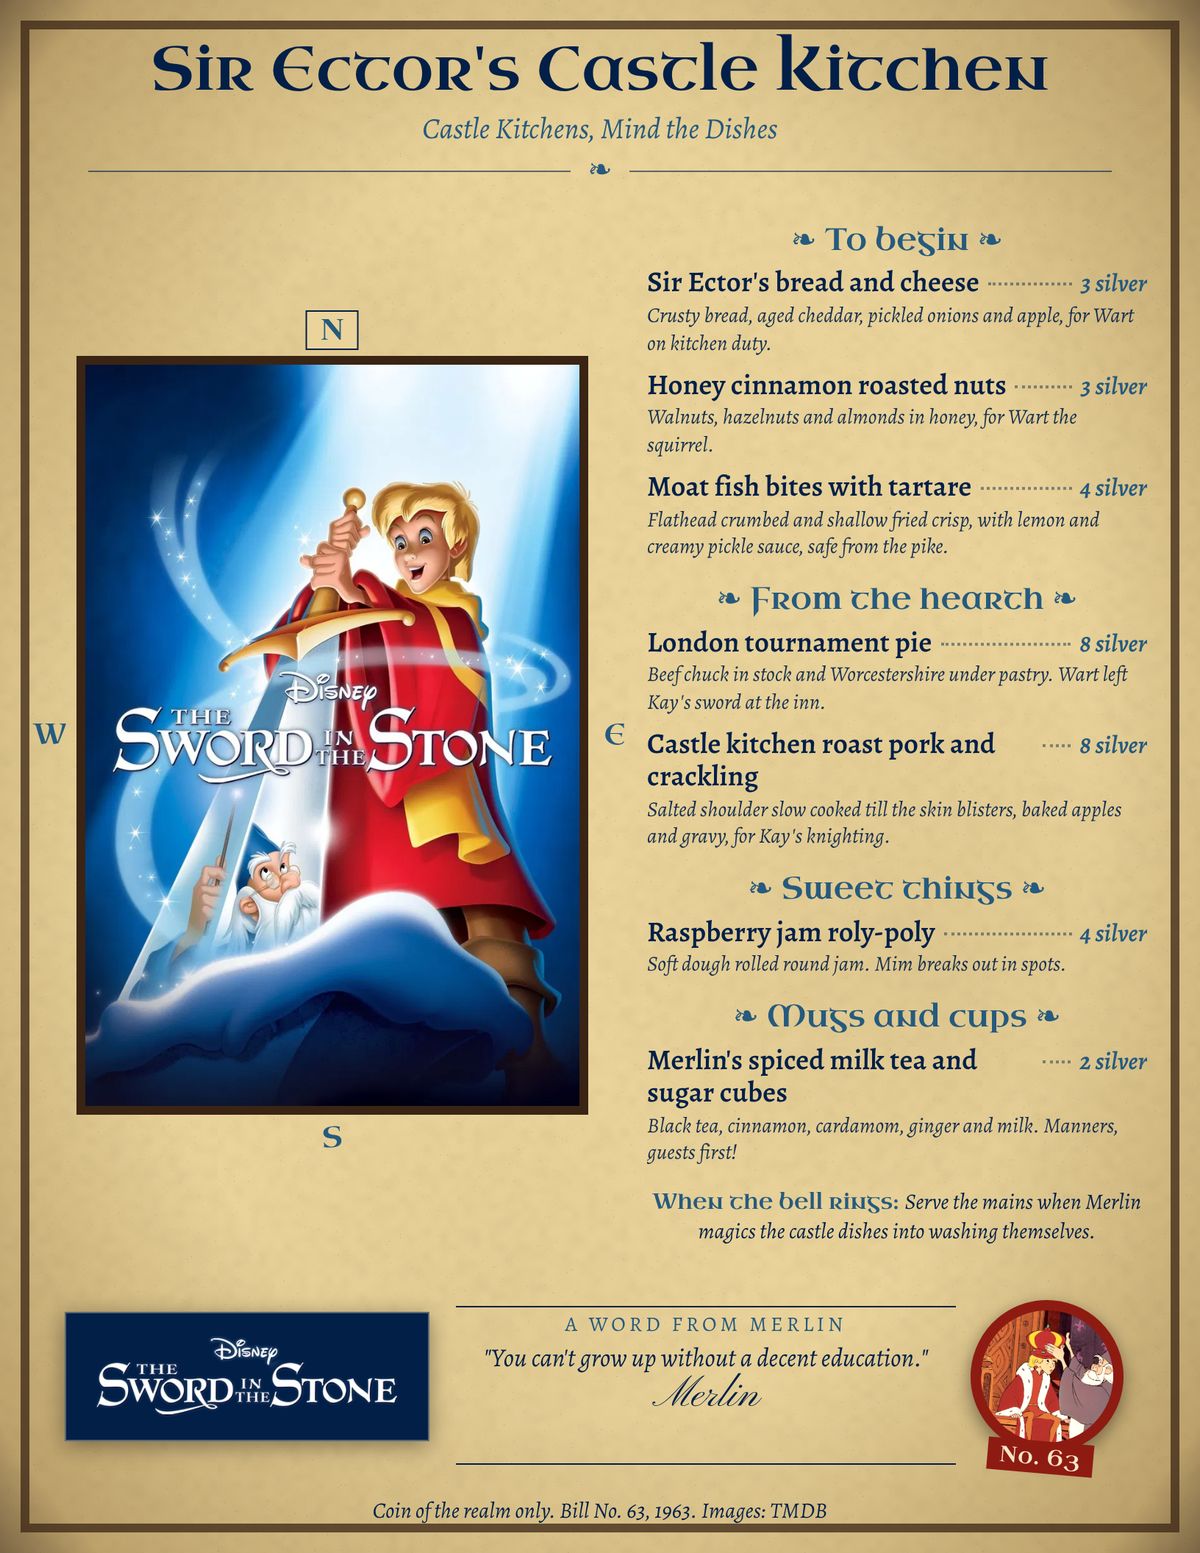 Sir Ector's Castle Kitchen
Castle Kitchens, Mind the Dishes
To begin
Sir Ector's bread and cheese 3 silver
Crusty bread, aged cheddar, pickled onions and apple, for Wart
on kitchen duty.
Honey cinnamon roasted nuts 3 silver
Walnuts, hazelnuts and almonds in honey, for Wart the
squirrel.
Moat fish bites with tartare 4 silver
Flathead crumbed and shallow fried crisp, with lemon and
creamy pickle sauce, safe from the pike.
From the hearth
London tournament pie 8 silver
Beef chuck in stock and Worcestershire under pastry. Wart left
Kay's sword at the inn.
Castle kitchen roast pork and 8 silver
crackling
Salted shoulder slow cooked till the skin blisters, baked apples
and gravy, for Kay's knighting.
Sweet things
Raspberry jam roly-poly 4 silver
Soft dough rolled round jam. Mim breaks out in spots.
Mugs and cups
Merlin's spiced milk tea and 2 silver
sugar cubes
Black tea, cinnamon, cardamom, ginger and milk. Manners,
guests first!
When the bell rings: Serve the mains when Merlin
magics the castle dishes into washing themselves.
N
W
E
S
Disney
THE
SWORD IN THE STONE
Disney
THE
SWORD IN THE STONE
A WORD FROM MERLIN
"You can't grow up without a decent education."
Merlin
No. 63
Coin of the realm only. Bill No. 63, 1963. Images: TMDB